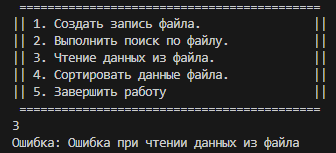 ==========================================
|| 1. Создать запись файла. ||
|| 2. Выполнить поиск по файлу. ||
|| 3. Чтение данных из файла. ||
|| 4. Сортировать данные файла. ||
|| 5. Завершить работу ||
==========================================
3
Ошибка: Ошибка при чтении данных из файла